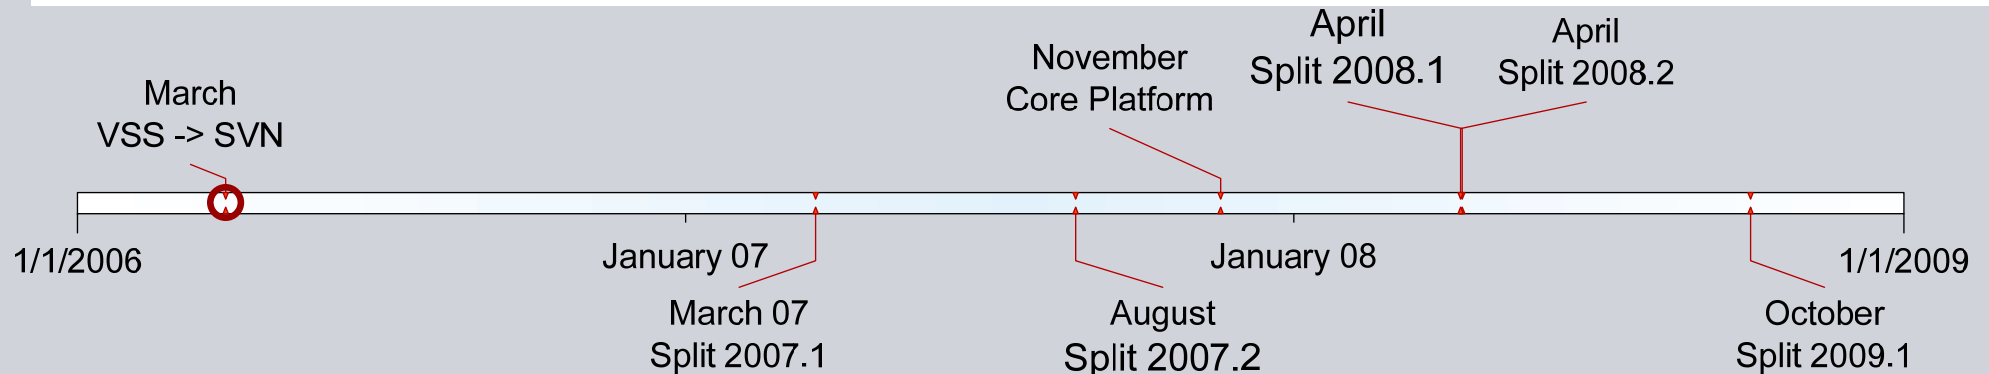 March
VSS -> SVN
November
Core Platform
April
Split 2008.1
April
Split 2008.2
1/1/2006
January 07
January 08
1/1/2009
March 07
Split 2007.1
August
Split 2007.2
October
Split 2009.1